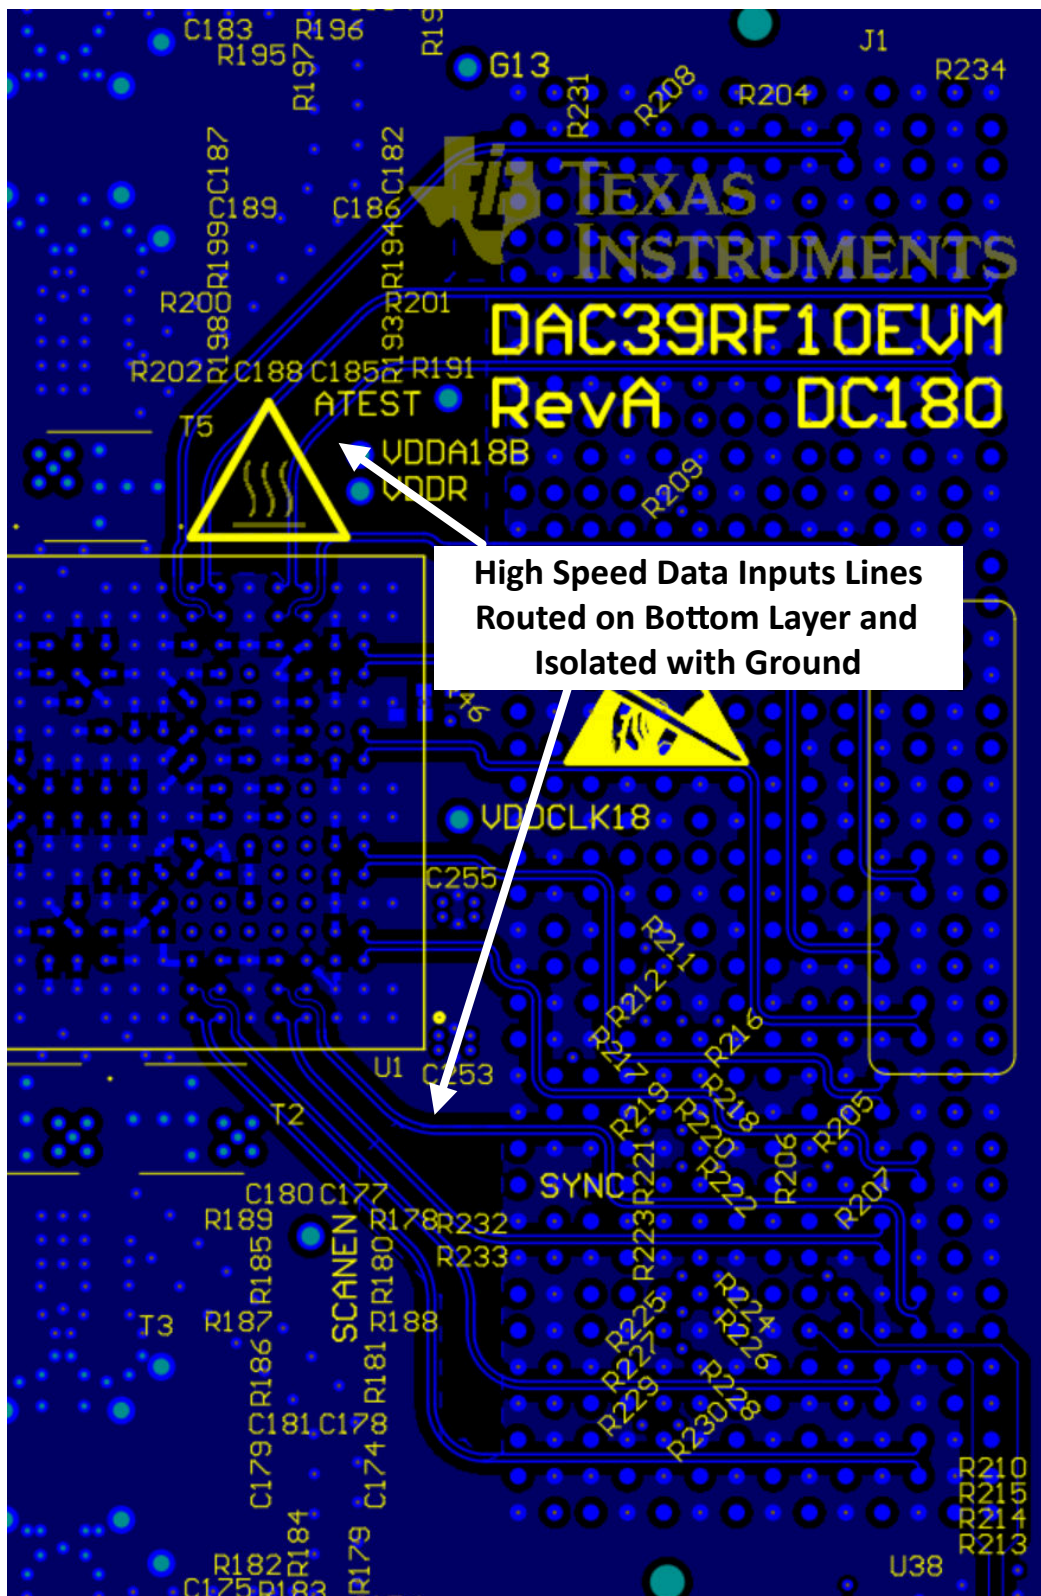 C183
R196
R195
R197
G13
J1
R234
R231
R208
R204
C187
C182
C189
C186
R199
R194
TEXAS
INSTRUMENTS
R200
R201
R198
R193
DAC39RF10EVM
R202
C188
C185
R191
ATEST
RevA DC180
T5
VDDA18B
VDDR
R209
High Speed Data Inputs Lines
Routed on Bottom Layer and
Isolated with Ground
VDDCLK18
C255
R211
R212
R216
R217
U1
C253
R219
R218
R220
R205
T2
R221
R206
R222
SYNC
R207
C180
C177
R189
R178
R232
R223
R185
SCANEN
R180
R233
R224
R225
T3
R187
R188
R226
R227
R186
R181
R228
R229
C181
C178
R230
C179
C174
R210
R215
R214
R213
R184
R179
R182
U38
C175
R183